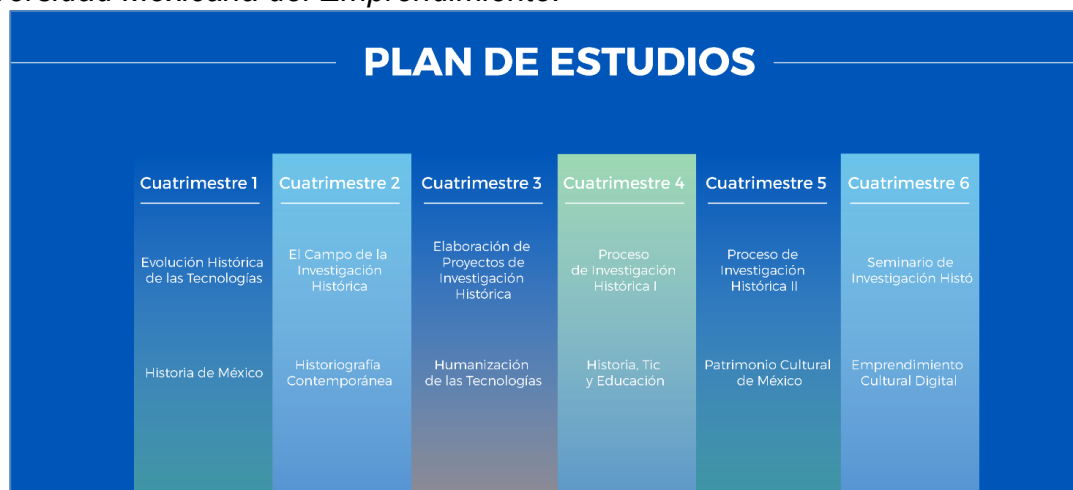 PLAN DE ESTUDIOS
Cuatrimestre 1
Evolución Histórica
de las Tecnologías
Historia de México
Cuatrimestre 2
El Campo de la
Investigación
Histórica
Historiografía
Contemporánea
Cuatrimestre 3
Elaboración de
Proyectos de
Investigación
Histórica
Humanización
de las Tecnologías
Cuatrimestre 4
Proceso
de Investigación
Histórica I
Historia, Tic
y Educación
Cuatrimestre 5
Proceso de
Investigación
Histórica II
Patrimonio Cultural
de México
Cuatrimestre 6
Seminario de
Investigación Histó
Emprendimiento
Cultural Digital